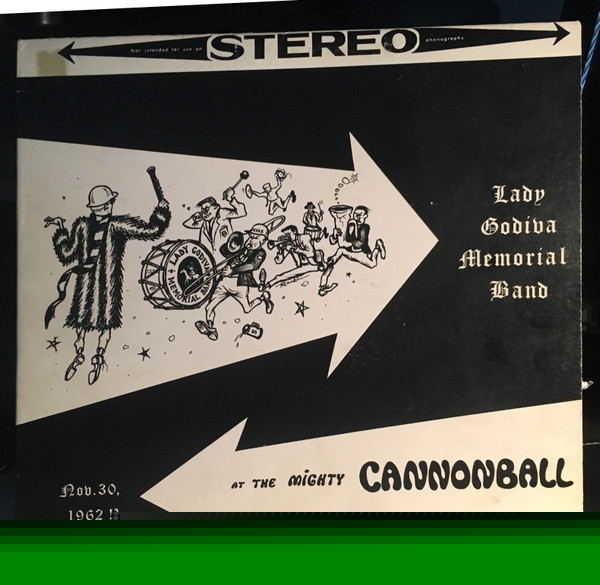 Not intended for use on STEREO phonographs
LADY GODIVA
MEMORIAL BAND
Lady
Godiva
Memorial
Band
AT THE MIGHTY CANNONBALL
Nov. 30,
1962 !?